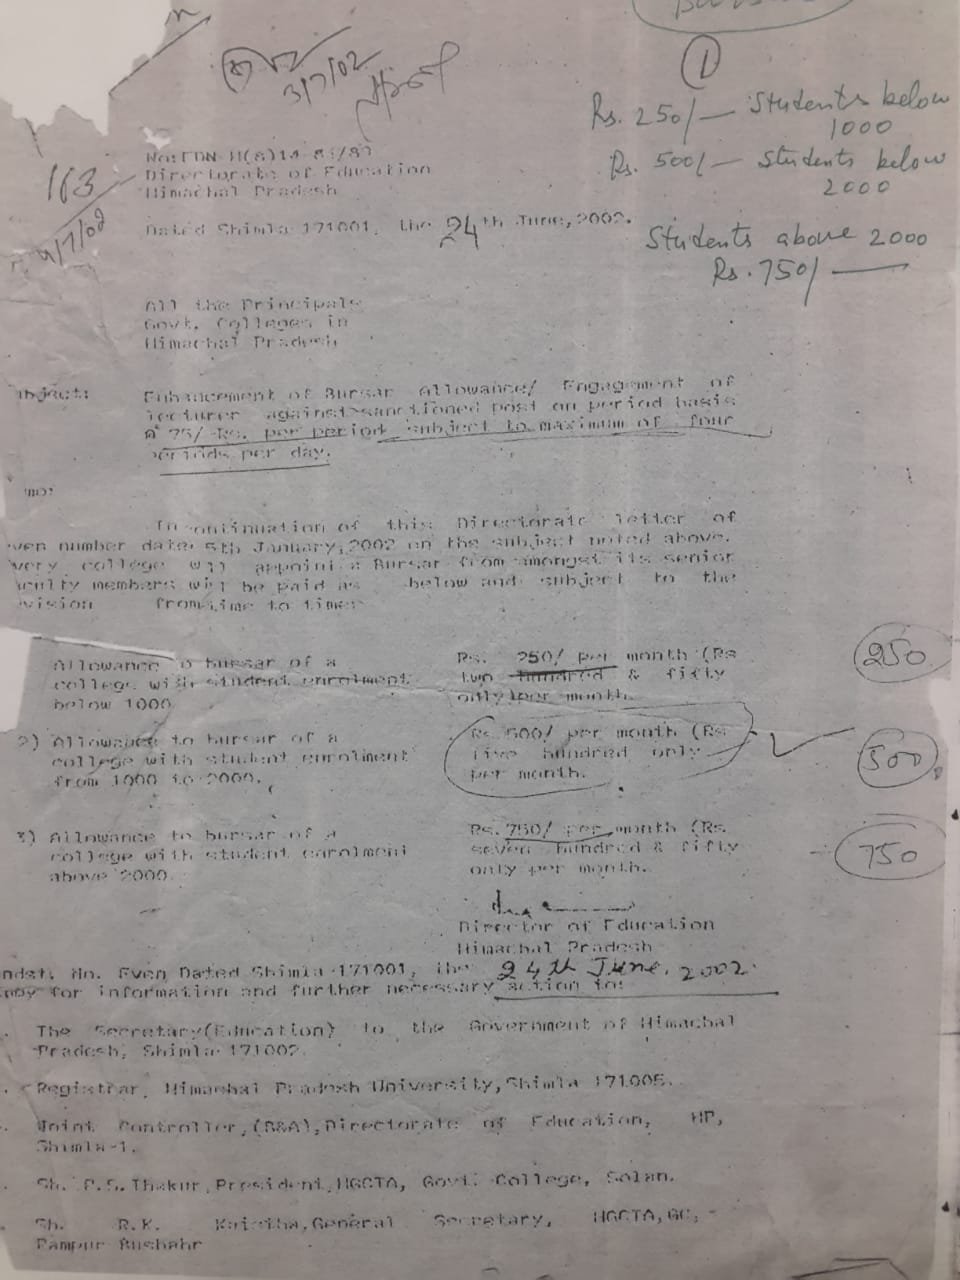 3/7/02
1
Rs. 250/- Students below
1000
Rs. 500/- Students below
2000
Students above 2000
Rs. 750/-
163
Directorate of Education
Himachal Pradesh
Dated Shimla-171001, the 24th June, 2002.
All the Principals
Govt. Colleges in
Himachal Pradesh
Enhancement of Bursar Allowance/ Engagement of
lecturer against sanctioned post on period basis
@ 75/-Rs. per period subject to maximum of four
periods per day.
In continuation of this Directorate letter of
number 5th January, 2002 on the subject noted above.
college will appoint a Bursar from amongst its senior
members will be paid as below and subject to the
from time to time:
Allowance to bursar of a
college with student enrolment
below 1000
Rs. 250/ per month (Rs
two hundred & fifty
only per month.
250
2) Allowance to bursar of a
college with student enrolment
from 1000 to 2000.
Rs. 500/ per month (Rs
five hundred only
per month.
500
3) Allowance to bursar of a
college with student enrolment
above 2000.
Rs. 750/ per month (Rs.
seven hundred & fifty
only per month.
750
Director of Education
Himachal Pradesh
No. Even Dated Shimla-171001, the 24th June, 2002.
for information and further necessary action to:
The Secretary(Education) to the Government of Himachal
Pradesh, Shimla-171002.
Registrar, Himachal Pradesh University, Shimla 171005.
Joint Controller,(B&A),Directorate of Education, HP,
Shimla-1.
Sh. P.S. Thakur, President, HGCTA, Govt. College, Solan.
Sh. R.K. General Secretary, HGCTA, GC,
Rampur Bushahr